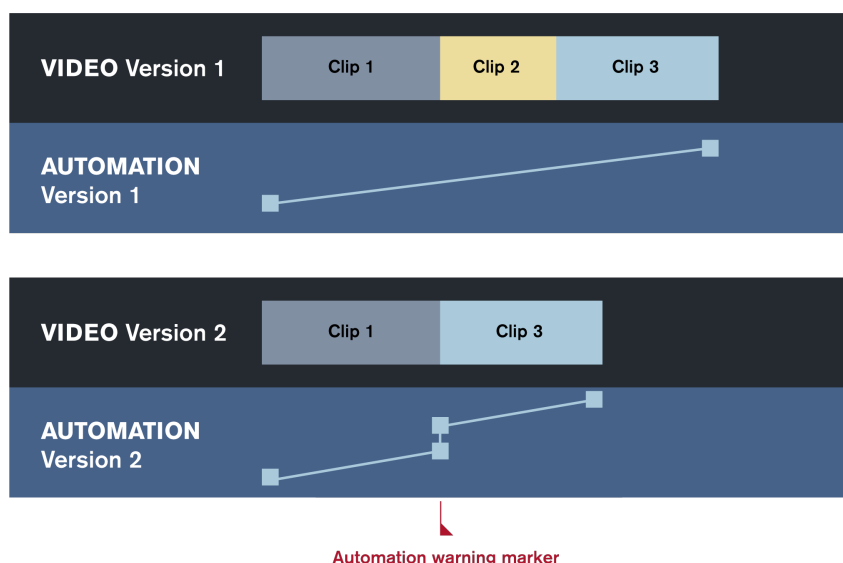 VIDEO Version 1
Clip 1
Clip 2
Clip 3
AUTOMATION
Version 1
VIDEO Version 2
Clip 1
Clip 3
AUTOMATION
Version 2
Automation warning marker